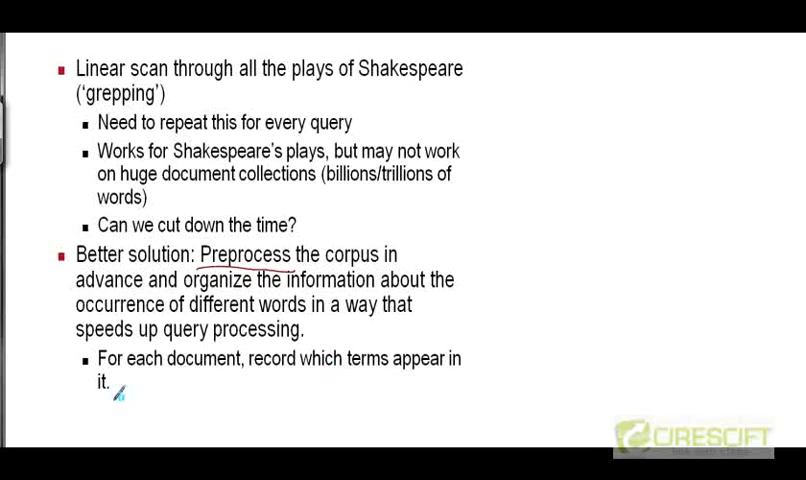 Linear scan through all the plays of Shakespeare
(‘grepping’)
Need to repeat this for every query
Works for Shakespeare’s plays, but may not work
on huge document collections (billions/trillions of
words)
Can we cut down the time?
Better solution: Preprocess the corpus in
advance and organize the information about the
occurrence of different words in a way that
speeds up query processing.
For each document, record which terms appear in
it.